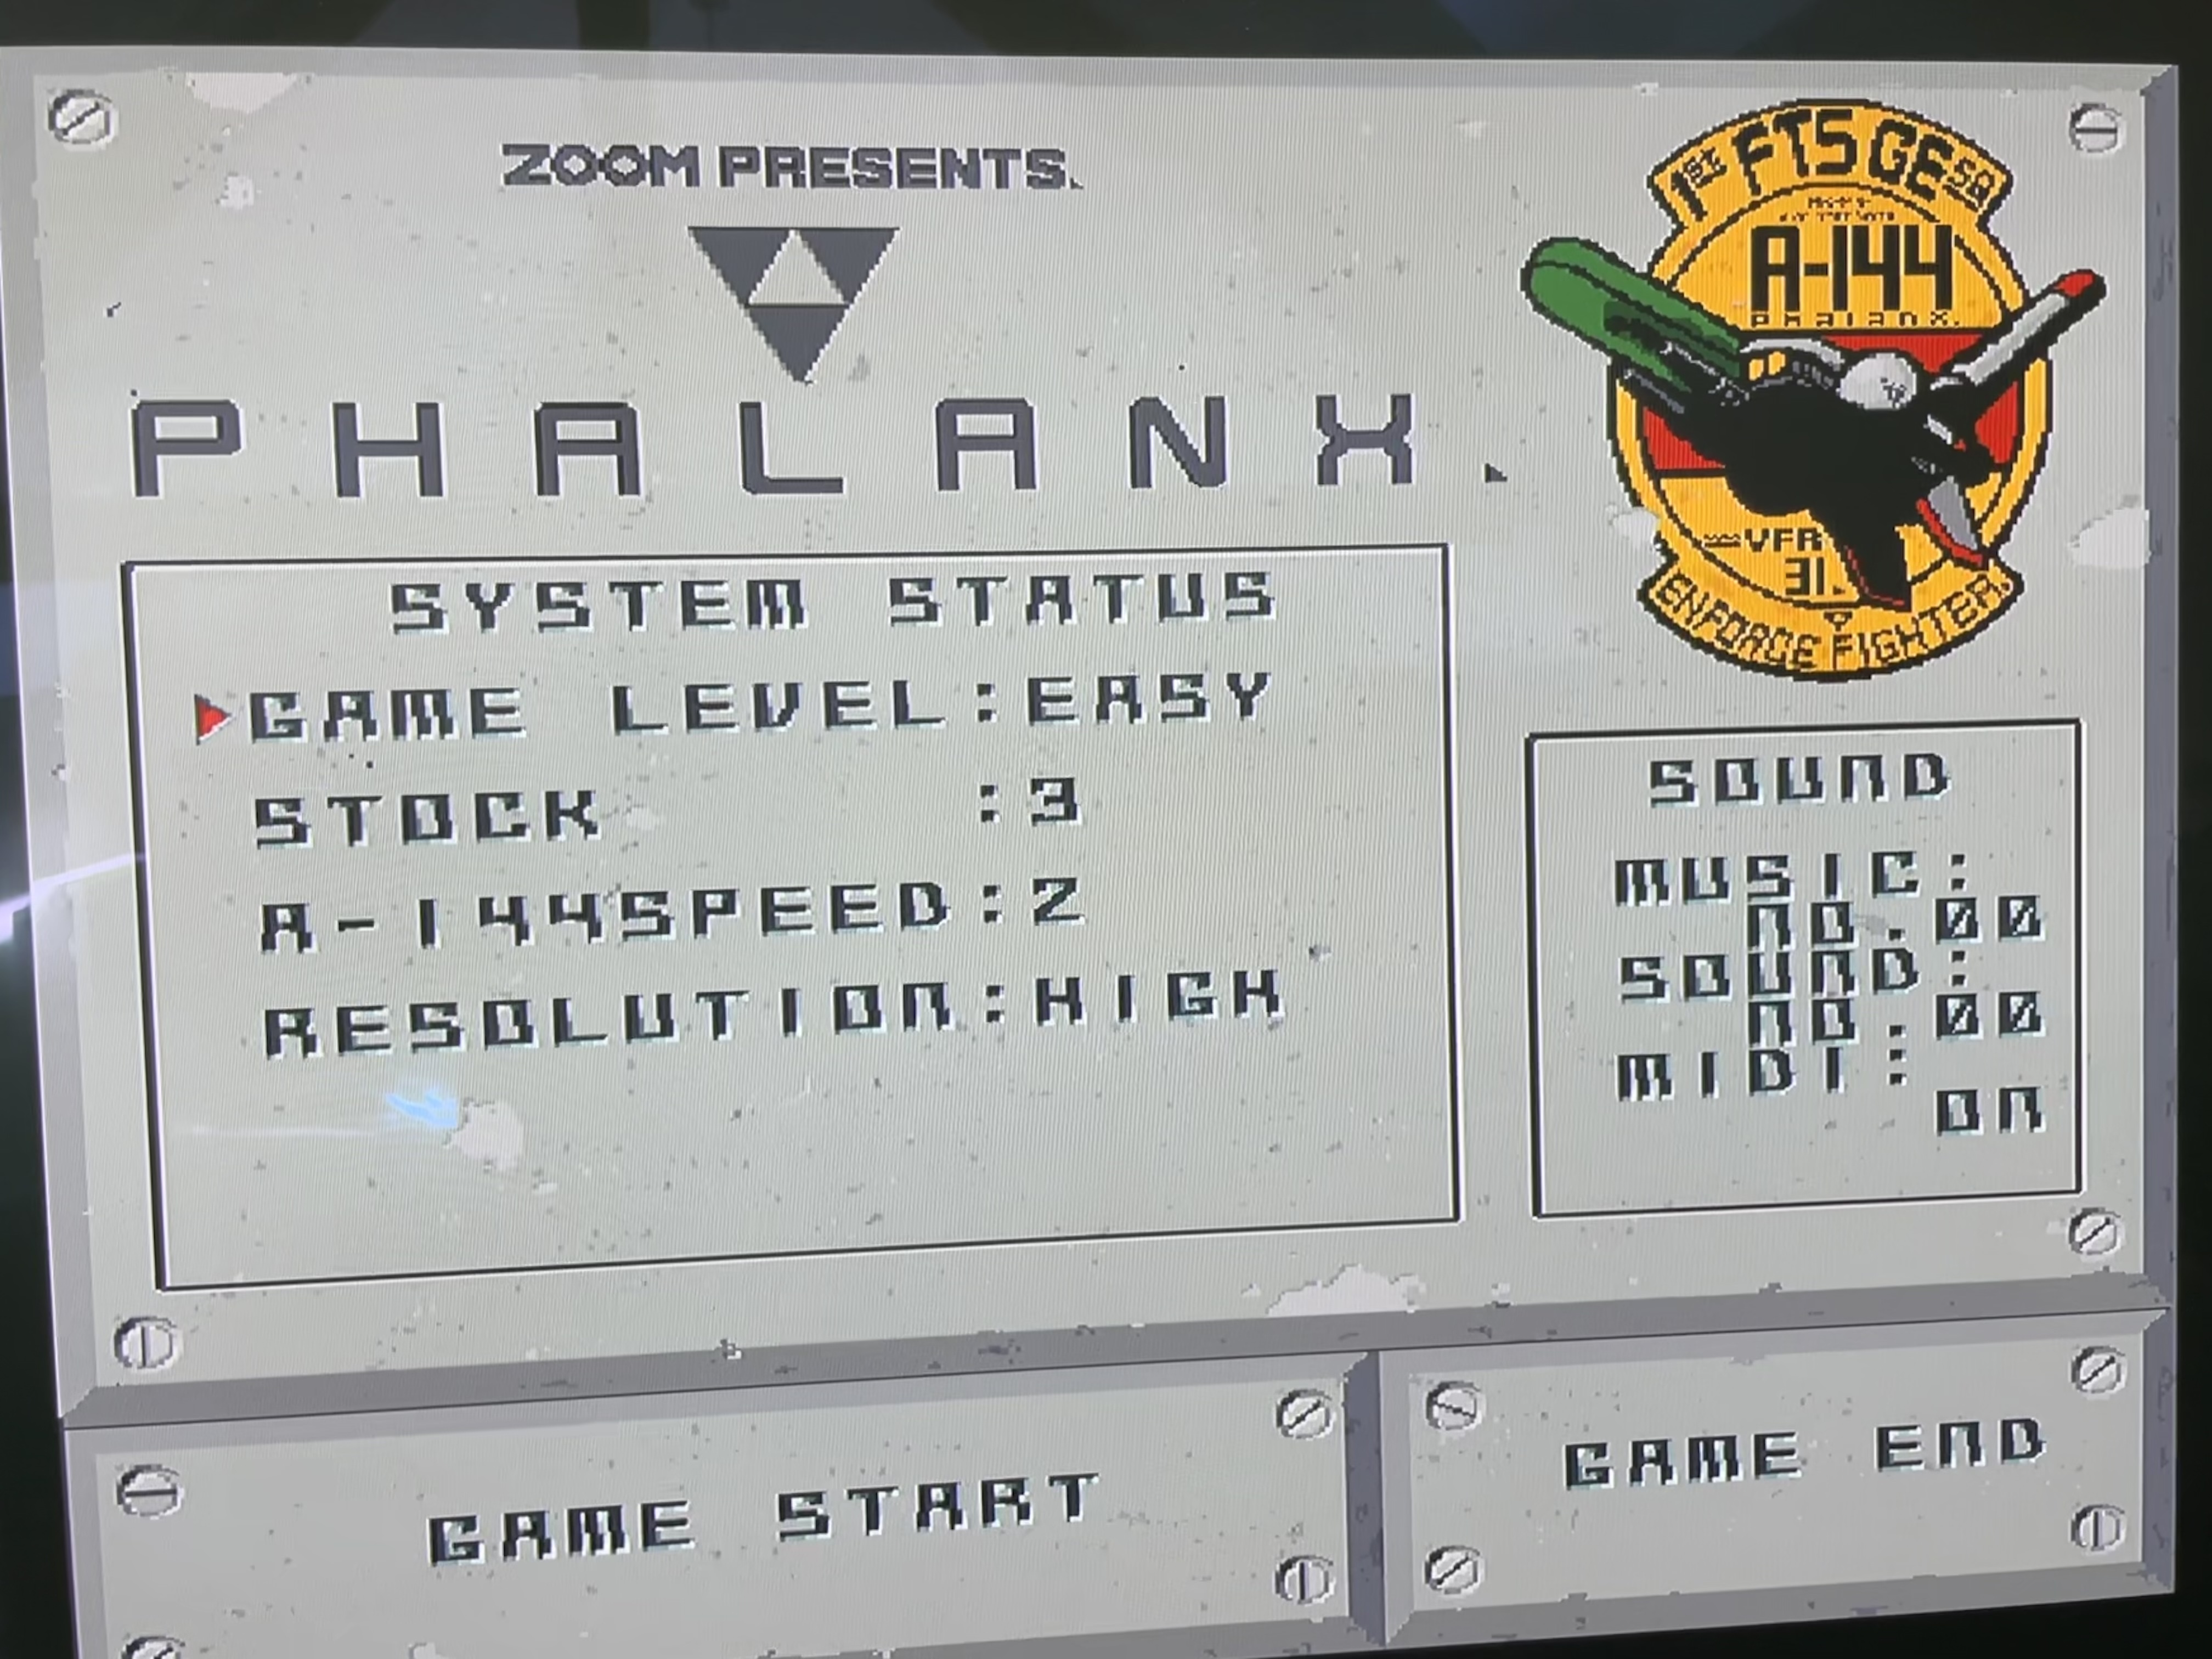 ZOOM PRESENTS.
PHALANX.
1st FTS GE SQ
A-144
PHALANX.
VFR
31.
ENFORCE FIGHTER.
SYSTEM STATUS
GAME LEVEL:EASY
STOCK :3
A-144SPEED:2
RESOLUTION:HIGH
SOUND
MUSIC:
NO.00
SOUND:
NO.00
MIDI:
ON
GAME START
GAME END